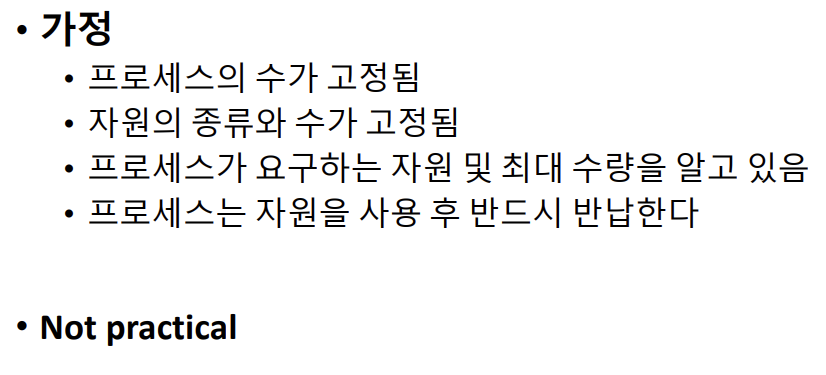 • 가정
• 프로세스의 수가 고정됨
• 자원의 종류와 수가 고정됨
• 프로세스가 요구하는 자원 및 최대 수량을 알고 있음
• 프로세스는 자원을 사용 후 반드시 반납한다
• Not practical